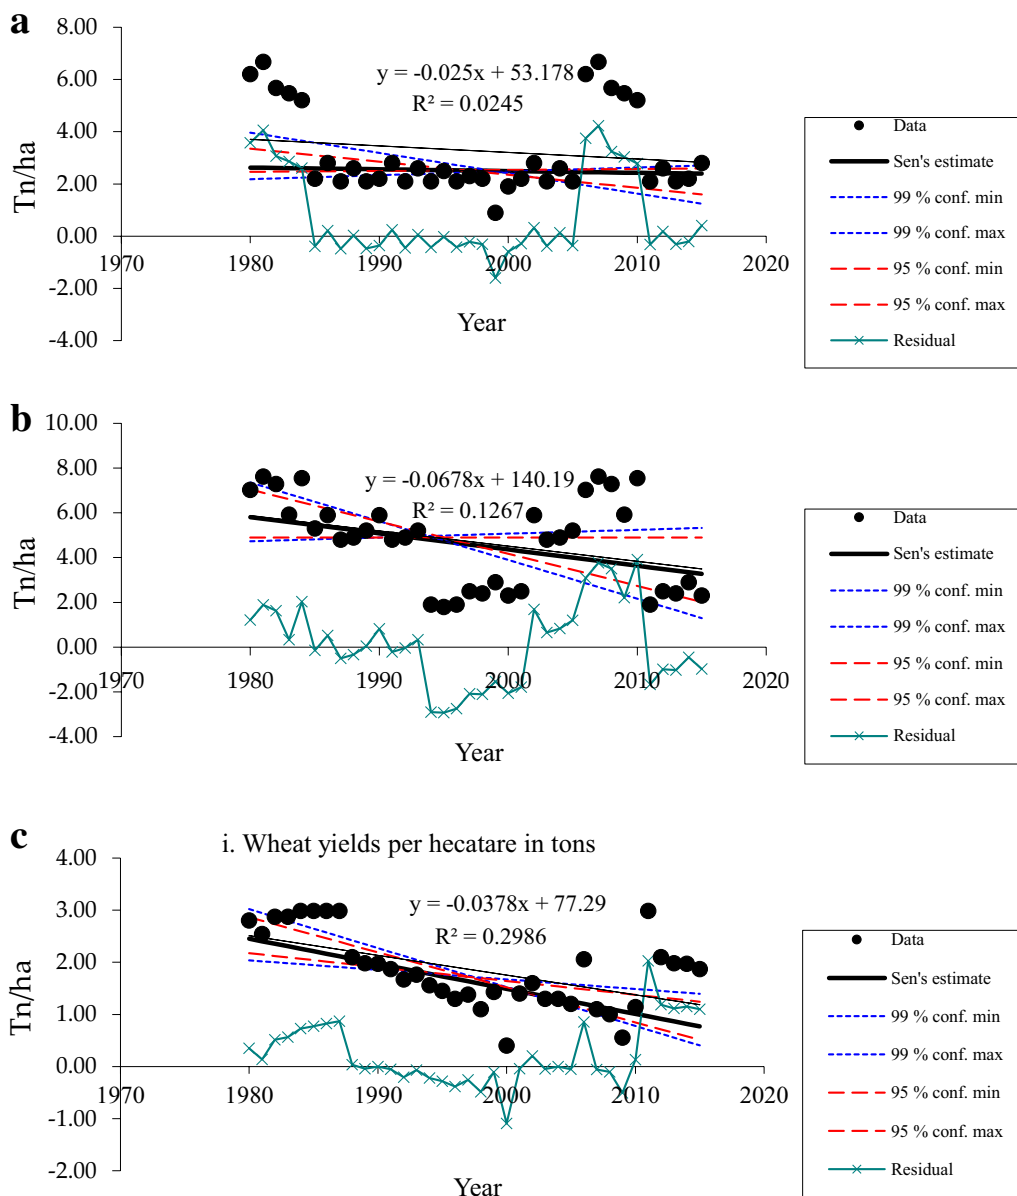 a
8.00
6.00
4.00
2.00
0.00
-2.00
-4.00
Tn/ha
y = -0.025x + 53.178
R² = 0.0245
1970
1980
1990
2000
2010
2020
Year
Data
Sen's estimate
99 % conf. min
99 % conf. max
95 % conf. min
95 % conf. max
Residual
b
10.00
8.00
6.00
4.00
2.00
0.00
-2.00
-4.00
Tn/ha
y = -0.0678x + 140.19
R² = 0.1267
1970
1980
1990
2000
2010
2020
Year
Data
Sen's estimate
99 % conf. min
99 % conf. max
95 % conf. min
95 % conf. max
Residual
c
i. Wheat yields per hecatare in tons
4.00
3.00
2.00
1.00
0.00
-1.00
-2.00
Tn/ha
y = -0.0378x + 77.29
R² = 0.2986
1970
1980
1990
2000
2010
2020
Year
Data
Sen's estimate
99 % conf. min
99 % conf. max
95 % conf. min
95 % conf. max
Residual